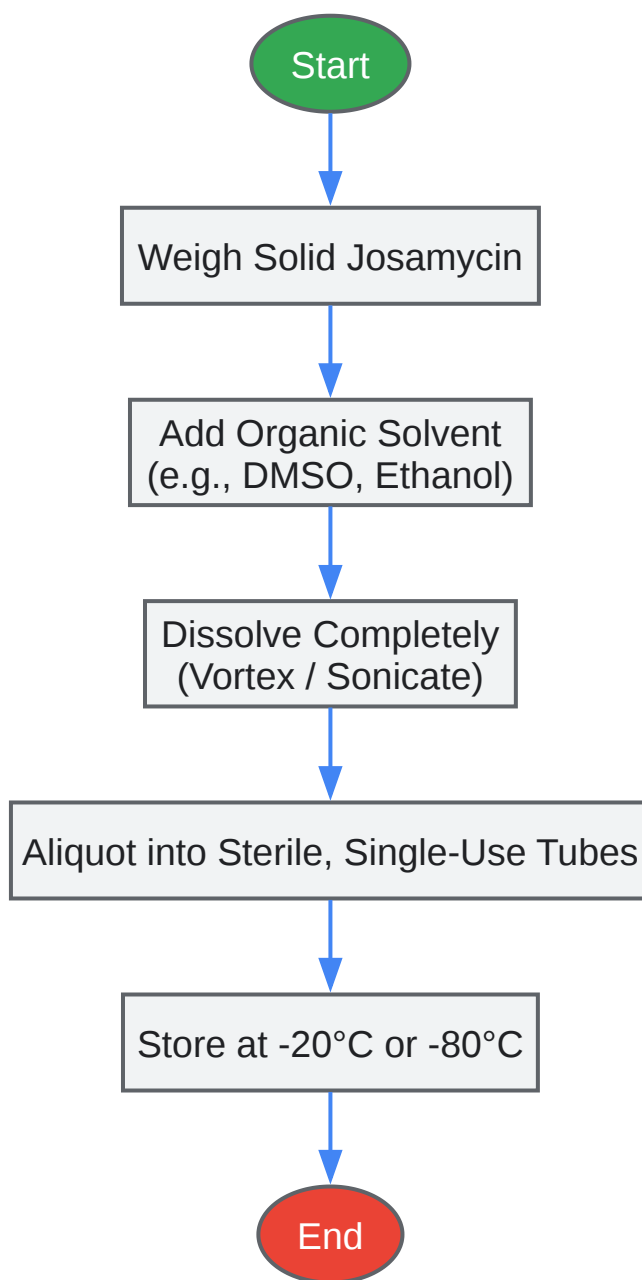 Start
Weigh Solid Josamycin
Add Organic Solvent
(e.g., DMSO, Ethanol)
Dissolve Completely
(Vortex / Sonicate)
Aliquot into Sterile, Single-Use Tubes
Store at -20°C or -80°C
End